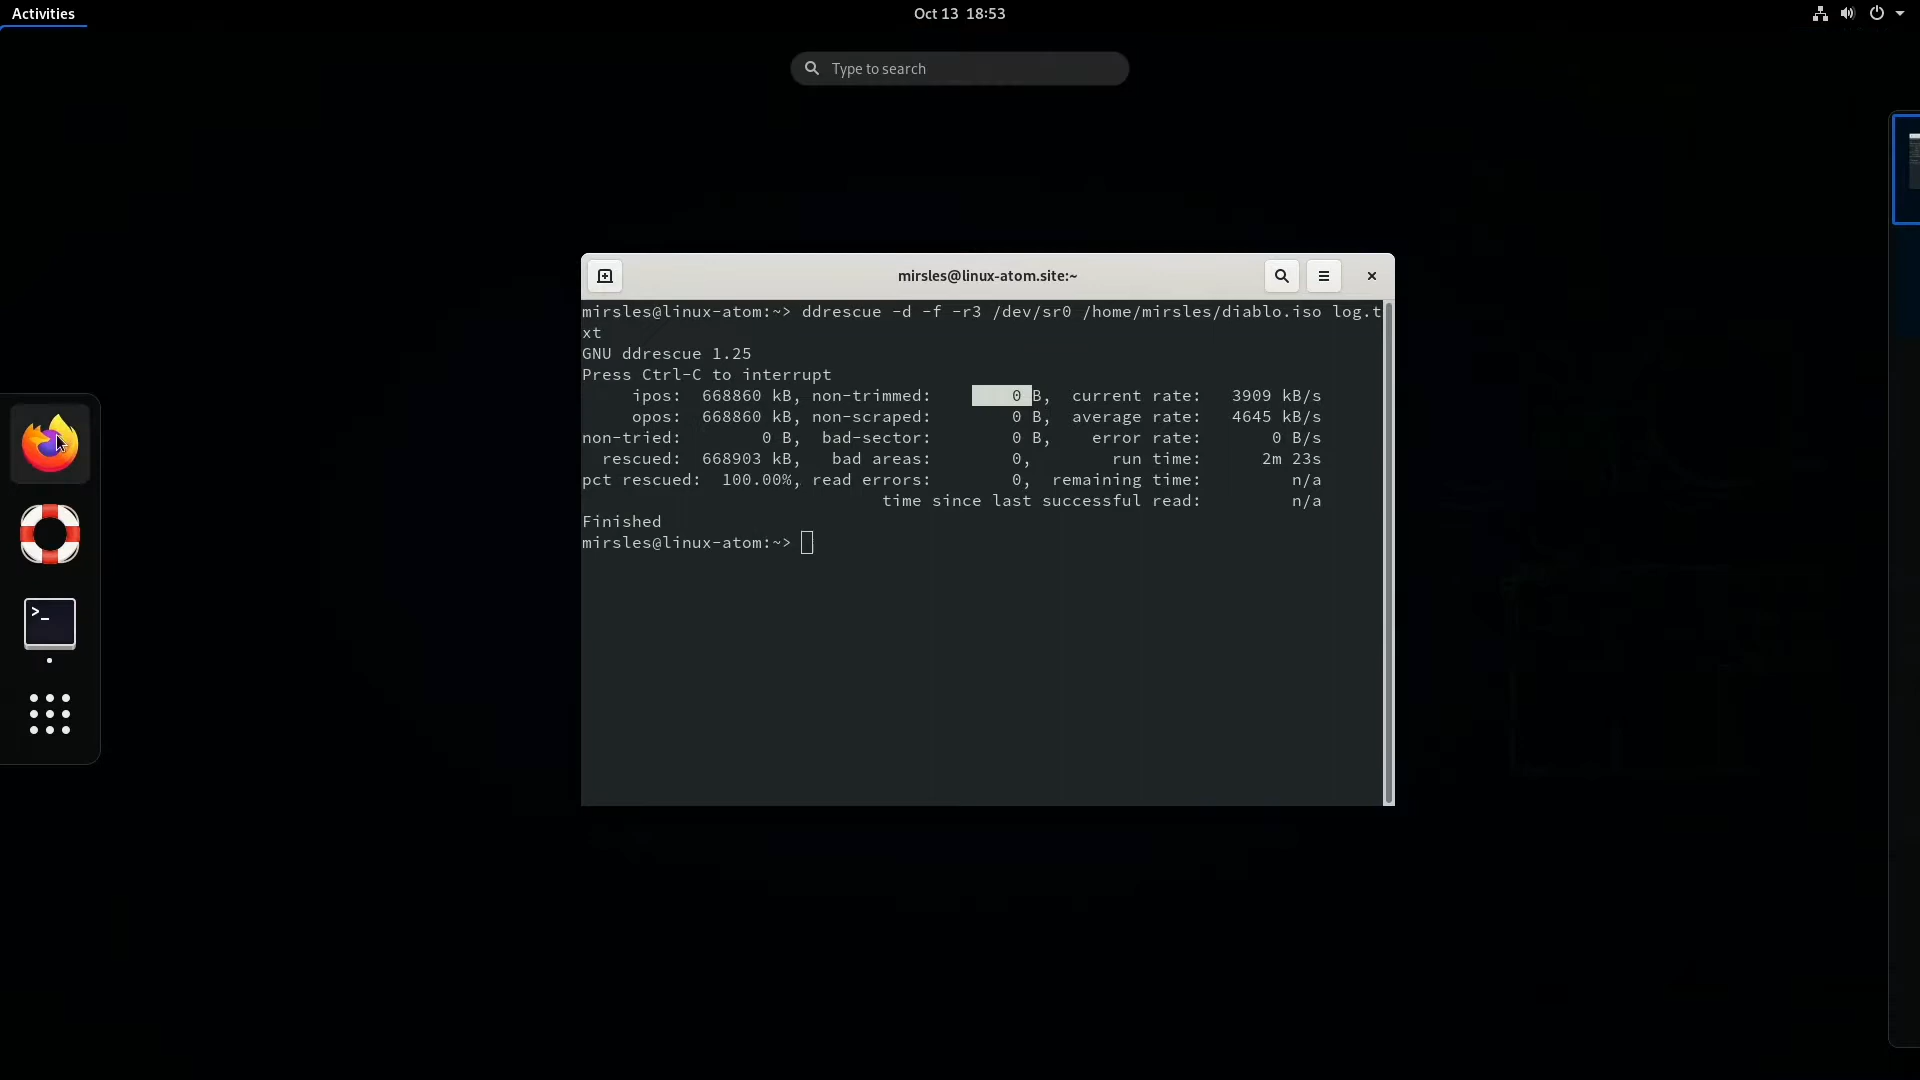 Activities
Oct 13 18:53
Type to search
mirsles@linux-atom.site:~
mirsles@linux-atom:~> ddrescue -d -f -r3 /dev/sr0 /home/mirsles/diablo.iso log.t
xt
GNU ddrescue 1.25
Press Ctrl-C to interrupt
     ipos:  668860 kB, non-trimmed:        0 B,  current rate:   3909 kB/s
     opos:  668860 kB, non-scraped:        0 B,  average rate:   4645 kB/s
non-tried:        0 B,  bad-sector:        0 B,    error rate:       0 B/s
  rescued:  668903 kB,   bad areas:        0,        run time:      2m 23s
pct rescued:  100.00%, read errors:        0,  remaining time:         n/a
                              time since last successful read:         n/a
Finished
mirsles@linux-atom:~>
>_